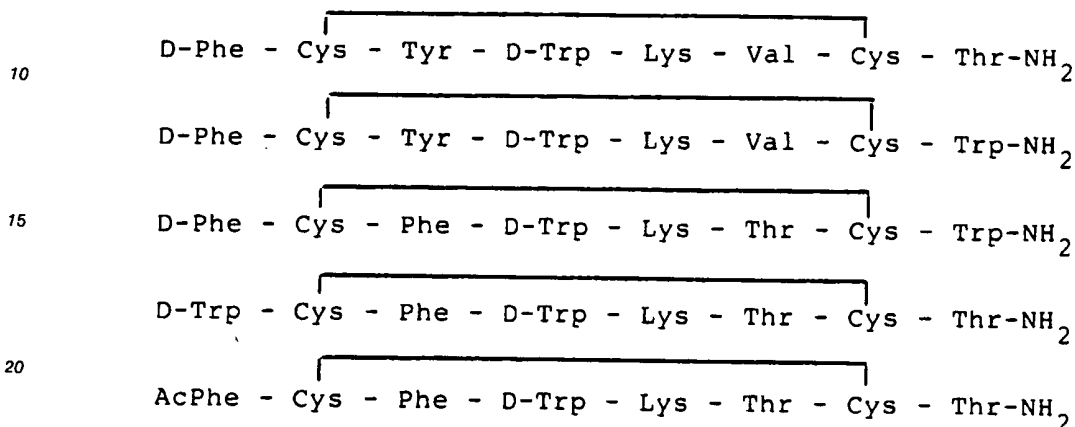 D-Phe - Cys - Tyr - D-Trp - Lys - Val - Cys - Thr-NH2
10
D-Phe - Cys - Tyr - D-Trp - Lys - Val - Cys - Trp-NH2
15 D-Phe - Cys - Phe - D-Trp - Lys - Thr - Cys - Trp-NH2
D-Trp - Cys - Phe - D-Trp - Lys - Thr - Cys - Thr-NH2
20
AcPhe - Cys - Phe - D-Trp - Lys - Thr - Cys - Thr-NH2